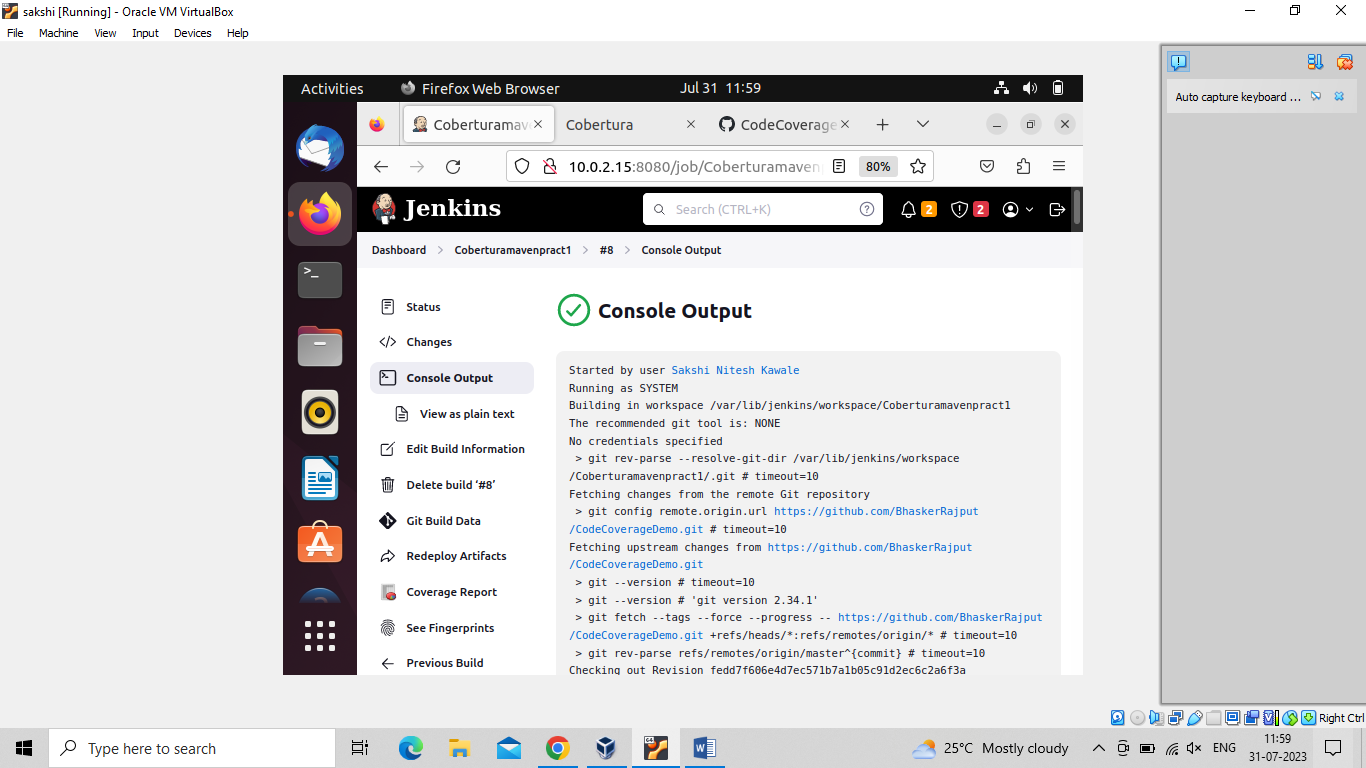 sakshi [Running] - Oracle VM VirtualBox
File Machine View Input Devices Help
Auto capture keyboard ...
Activities Firefox Web Browser Jul 31 11:59
Coberturamave Cobertura CodeCoverage
10.0.2.15:8080/job/Coberturamaven 80%
Jenkins Search (CTRL+K) 2 2
Dashboard Coberturamavenpract1 #8 Console Output
Status
Changes
Console Output
View as plain text
Edit Build Information
Delete build ‘#8’
Git Build Data
Redeploy Artifacts
Coverage Report
See Fingerprints
Previous Build
Console Output
Started by user Sakshi Nitesh Kawale
Running as SYSTEM
Building in workspace /var/lib/jenkins/workspace/Coberturamavenpract1
The recommended git tool is: NONE
No credentials specified
> git rev-parse --resolve-git-dir /var/lib/jenkins/workspace
/Coberturamavenpract1/.git # timeout=10
Fetching changes from the remote Git repository
> git config remote.origin.url https://github.com/BhaskerRajput
/CodeCoverageDemo.git # timeout=10
Fetching upstream changes from https://github.com/BhaskerRajput
/CodeCoverageDemo.git
> git --version # timeout=10
> git --version # 'git version 2.34.1'
> git fetch --tags --force --progress -- https://github.com/BhaskerRajput
/CodeCoverageDemo.git +refs/heads/*:refs/remotes/origin/* # timeout=10
> git rev-parse refs/remotes/origin/master^{commit} # timeout=10
Checking out Revision fedd7f606e4d7ec571b7a1b05c91d2ec6c2a6f3a
Right Ctrl
Type here to search
25°C Mostly cloudy
ENG
11:59
31-07-2023